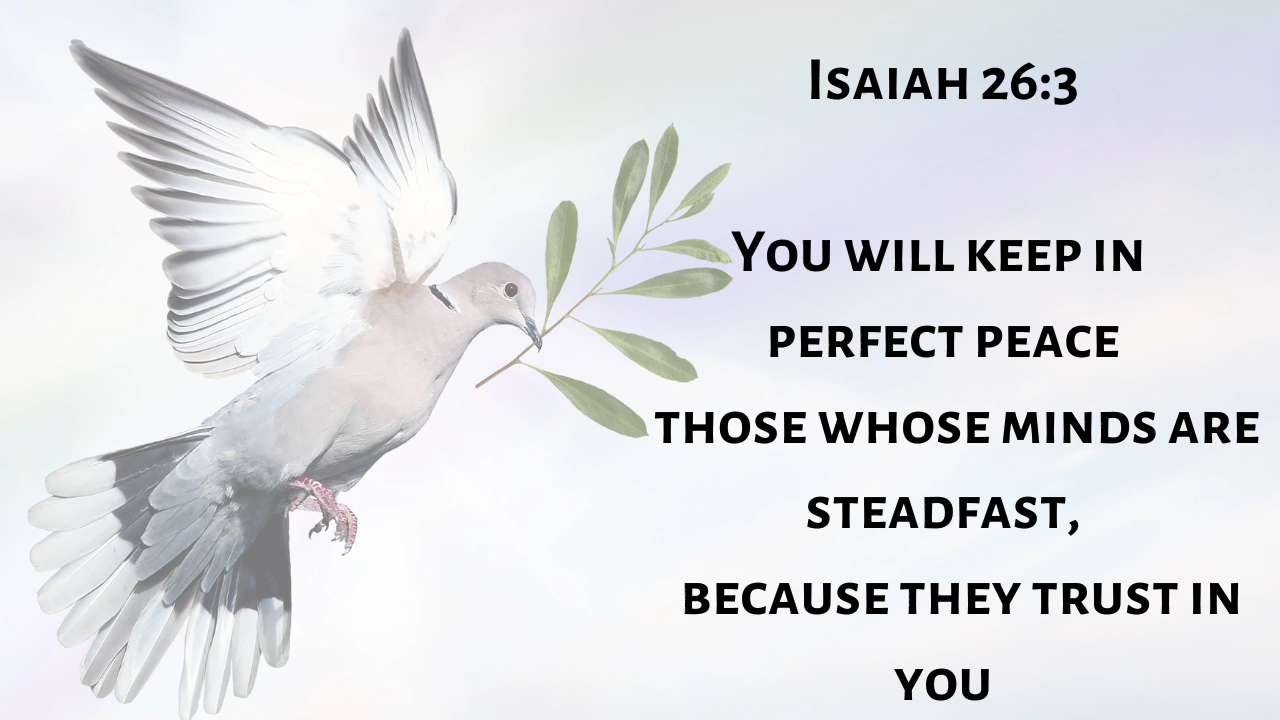 Isaiah 26:3
You will keep in
perfect peace
those whose minds are
steadfast,
because they trust in
you